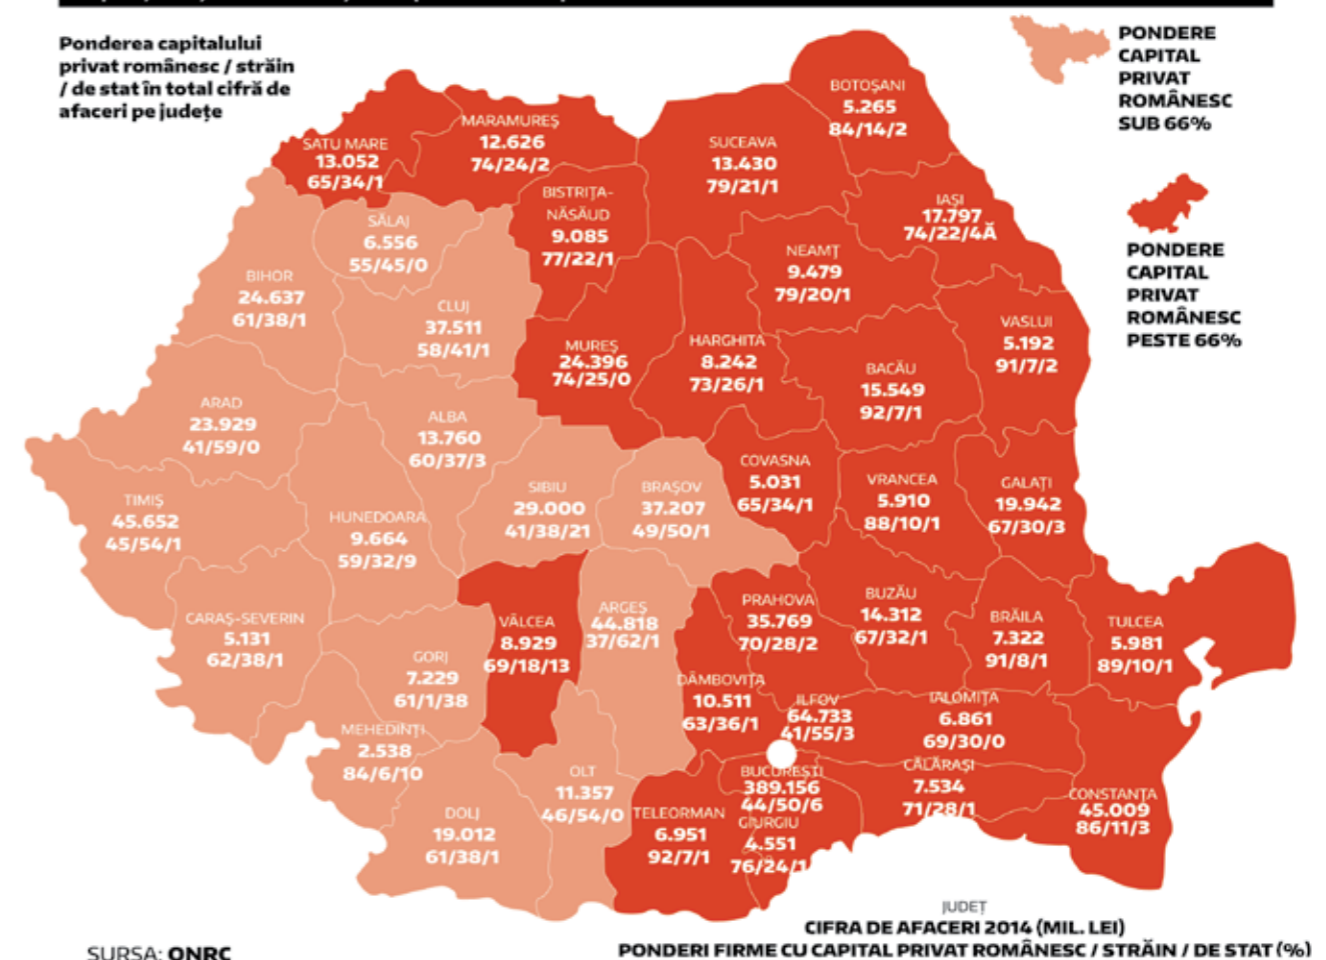 Ponderea capitalului
privat românesc / străin
/ de stat în total cifră de
afaceri pe județe
PONDERE
CAPITAL
PRIVAT
ROMÂNESC
SUB 66%
PONDERE
CAPITAL
PRIVAT
ROMÂNESC
PESTE 66%
BOTOȘANI
5.265
84/14/2
MARAMUREȘ
12.626
74/24/2
SATU MARE
13.052
65/34/1
SUCEAVA
13.430
79/21/1
BISTRIȚA-
NĂSĂUD
9.085
77/22/1
IAȘI
17.797
74/22/4Ă
SĂLAJ
6.556
55/45/0
NEAMȚ
9.479
79/20/1
BIHOR
24.637
61/38/1
CLUJ
37.511
58/41/1
VASLUI
5.192
91/7/2
MUREȘ
24.396
74/25/0
HARGHITA
8.242
73/26/1
BACĂU
15.549
92/7/1
ARAD
23.929
41/59/0
ALBA
13.760
60/37/3
COVASNA
5.031
65/34/1
VRANCEA
5.910
88/10/1
GALAȚI
19.942
67/30/3
TIMIȘ
45.652
45/54/1
HUNEDOARA
9.664
59/32/9
SIBIU
29.000
41/38/21
BRAȘOV
37.207
49/50/1
CARAȘ-SEVERIN
5.131
62/38/1
GORJ
7.229
61/1/38
VÂLCEA
8.929
69/18/13
ARGEȘ
44.818
37/62/1
PRAHOVA
35.769
70/28/2
BUZĂU
14.312
67/32/1
BRĂILA
7.322
91/8/1
TULCEA
5.981
89/10/1
DÂMBOVIȚA
10.511
63/36/1
ILFOV
64.733
41/55/3
IALOMIȚA
6.861
69/30/0
MEHEDINȚI
2.538
84/6/10
DOLJ
19.012
61/38/1
OLT
11.357
46/54/0
TELEORMAN
6.951
92/7/1
BUCUREȘTI
389.156
44/50/6
GIURGIU
4.551
76/24/1
CĂLĂRAȘI
7.534
71/28/1
CONSTANȚA
45.009
86/11/3
JUDEȚ
CIFRA DE AFACERI 2014 (MIL. LEI)
PONDERI FIRME CU CAPITAL PRIVAT ROMÂNESC / STRĂIN / DE STAT (%)
SURSA: ONRC